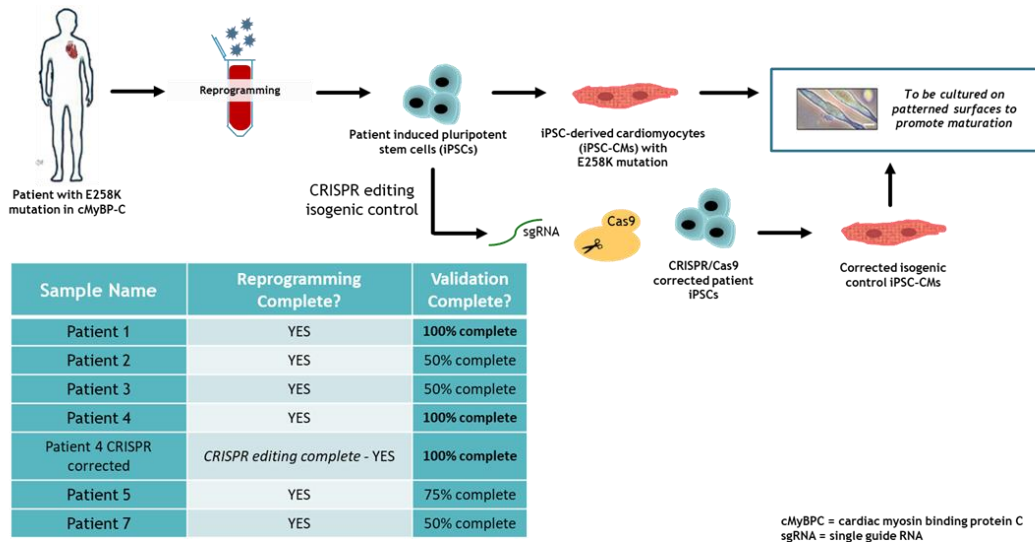 Reprogramming
Patient with E258K
mutation in cMyBP-C
Patient induced pluripotent
stem cells (iPSCs)
iPSC-derived cardiomyocytes
(iPSC-CMs) with
E258K mutation
To be cultured on
patterned surfaces to
promote maturation
CRISPR editing
isogenic control
sgRNA
Cas9
CRISPR/Cas9
corrected patient
iPSCs
Corrected isogenic
control iPSC-CMs
Sample Name
Reprogramming
Complete?
Validation
Complete?
Patient 1
YES
100% complete
Patient 2
YES
50% complete
Patient 3
YES
50% complete
Patient 4
YES
100% complete
Patient 4 CRISPR
corrected
CRISPR editing complete - YES
100% complete
Patient 5
YES
75% complete
Patient 7
YES
50% complete
cMyBPC = cardiac myosin binding protein C
sgRNA = single guide RNA